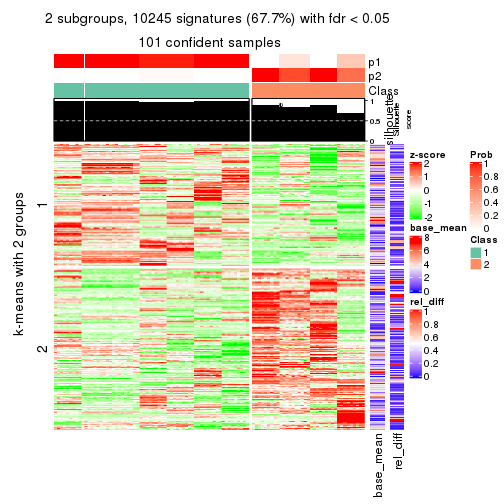 2 subgroups, 10245 signatures (67.7%) with fdr < 0.05
101 confident samples
p1
p2
Class
silhouette
Silhouette
score
1
0.5
0
k-means with 2 groups
1
2
base_mean
rel_diff
z-score
2
1
0
-1
-2
base_mean
8
6
4
2
0
rel_diff
1
0.8
0.6
0.4
0.2
0
Prob
1
0.8
0.6
0.4
0.2
0
Class
1
2